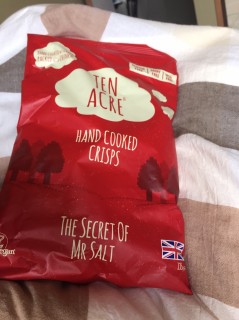 TEN
ACRE
HAND COOKED
CRISPS
THE SECRET OF
MR SALT